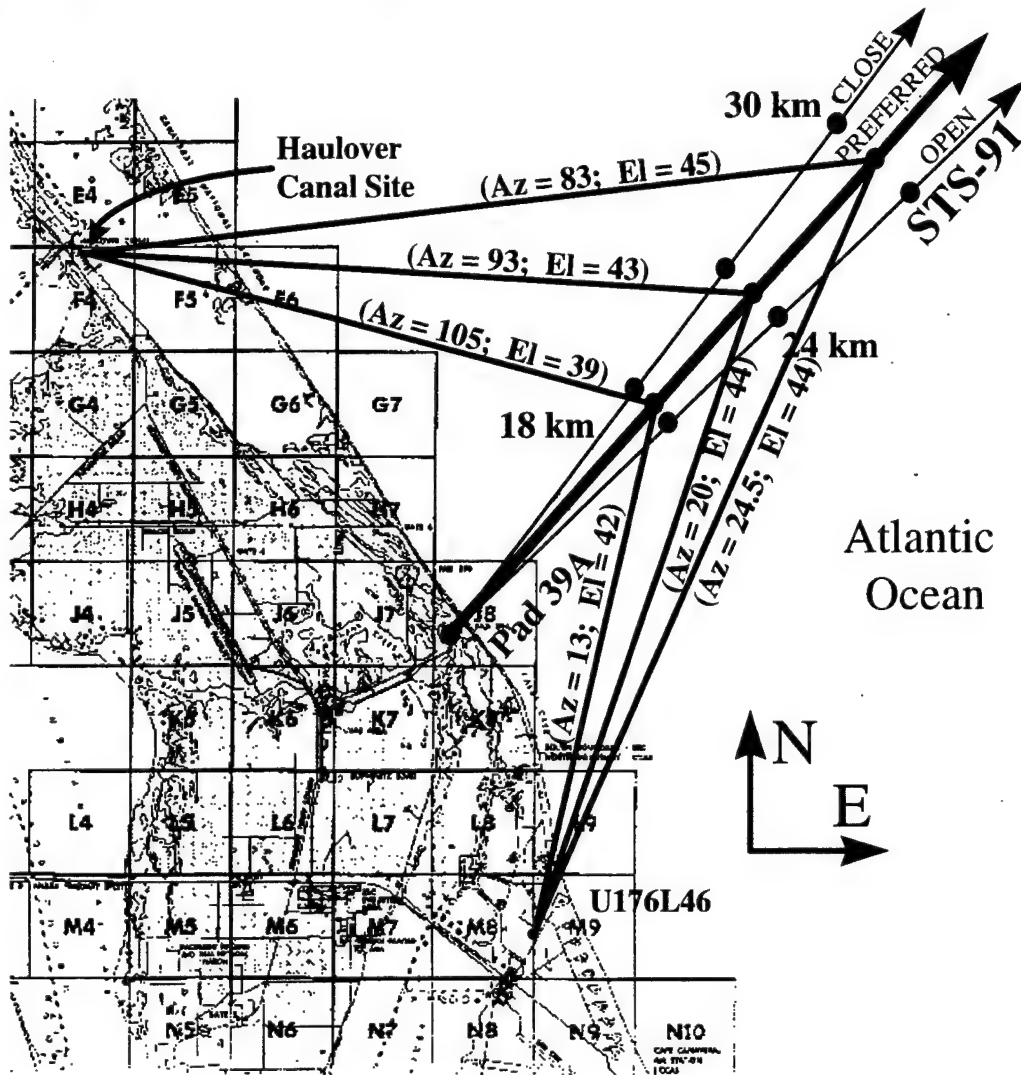 CLOSE
30 km
PREFERRED
OPEN
STS-91
Haulover
Canal Site
(Az = 83; El = 45)
E4
E5
(Az = 93; El = 43)
F4
F5
E6
(Az = 105; El = 39)
24 km
G4
G5
G6
G7
18 km
H4
H5
H6
H7
(Az = 13; El = 42)
(Az = 20; El = 44)
(Az = 24.5; El = 44)
Atlantic
Ocean
J4
J5
J6
J7
J8
Pad 39A
K5
K6
K7
K8
N
E
L4
L5
L6
L7
L8
L9
U176L46
M4
M5
M6
M7
M8
M9
N5
N6
N7
N8
N9
N10